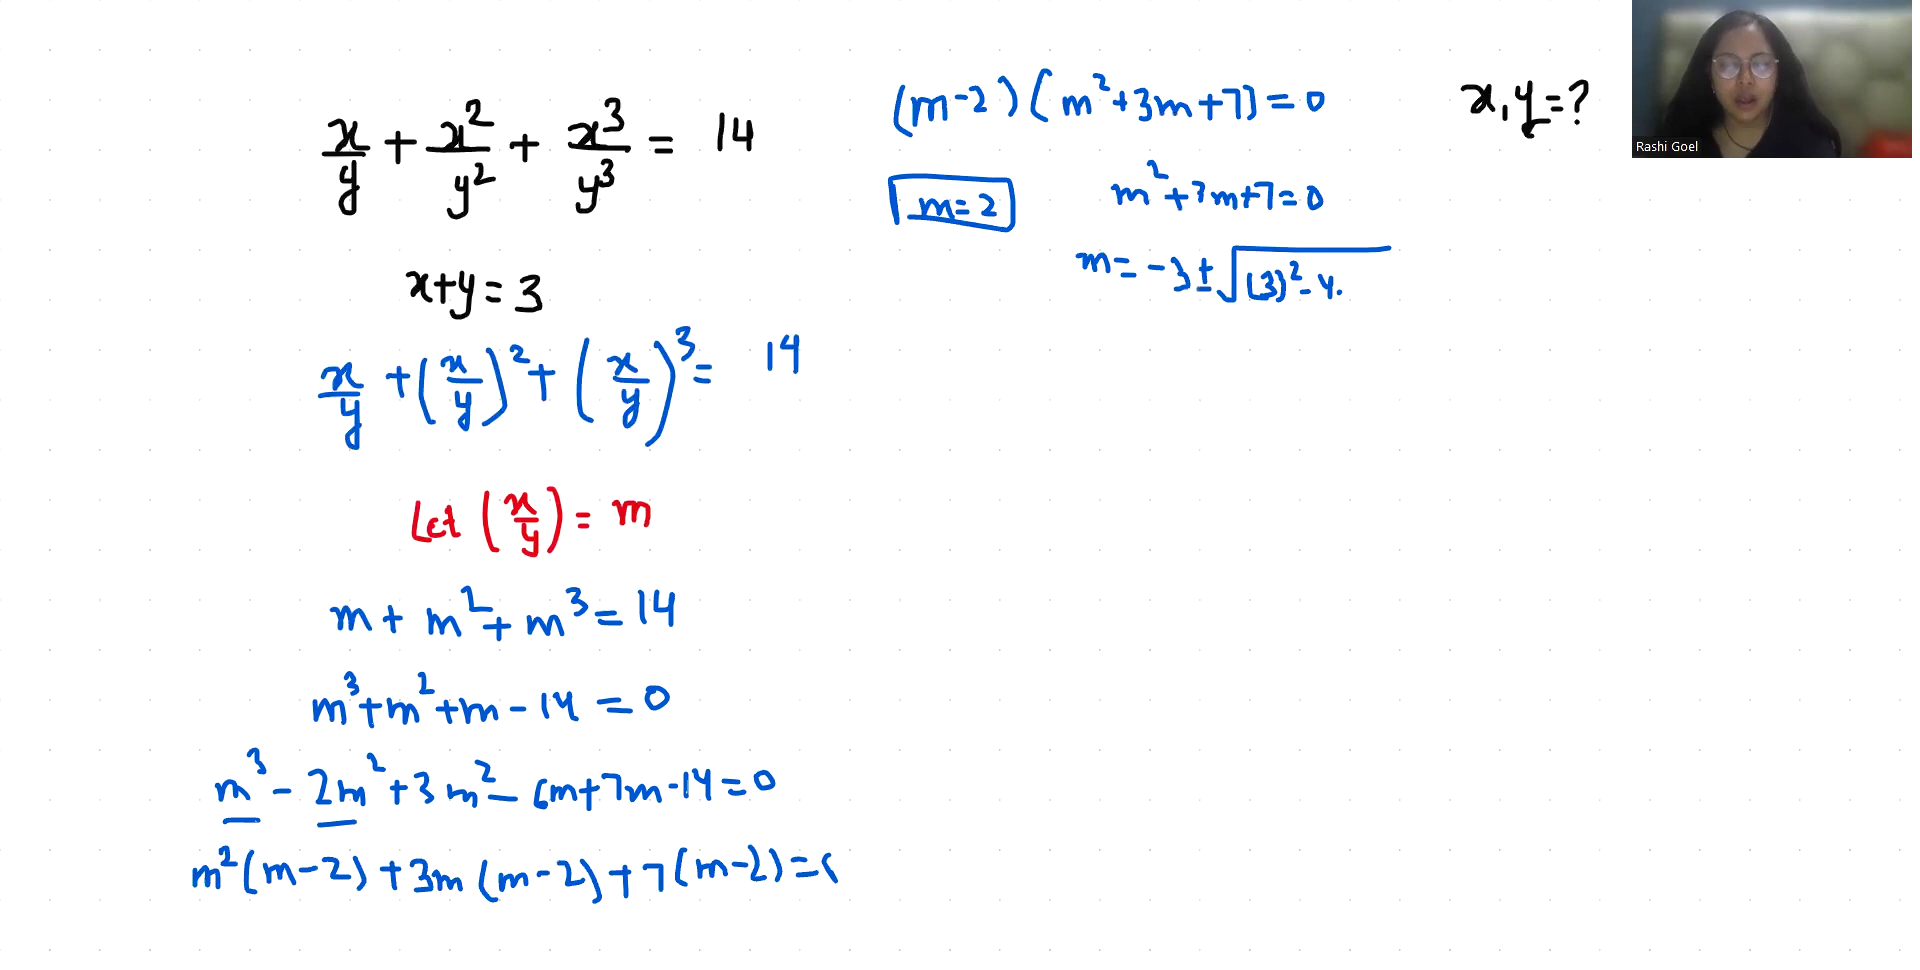 x/y + x²/y² + x³/y³ = 14
x+y=3
x/y + (x/y)² + (x/y)³ = 14
Let (x/y) = m
m + m² + m³ = 14
m³+m²+m-14 = 0
m³ - 2m² + 3m² - 6m + 7m - 14 = 0
m²(m-2) + 3m(m-2) + 7(m-2) = (
(m-2)(m²+3m+7) = 0
m=2
m²+3m+7=0
m = -3 ± √(3)² - 4.
x, y = ?
Rashi Goel